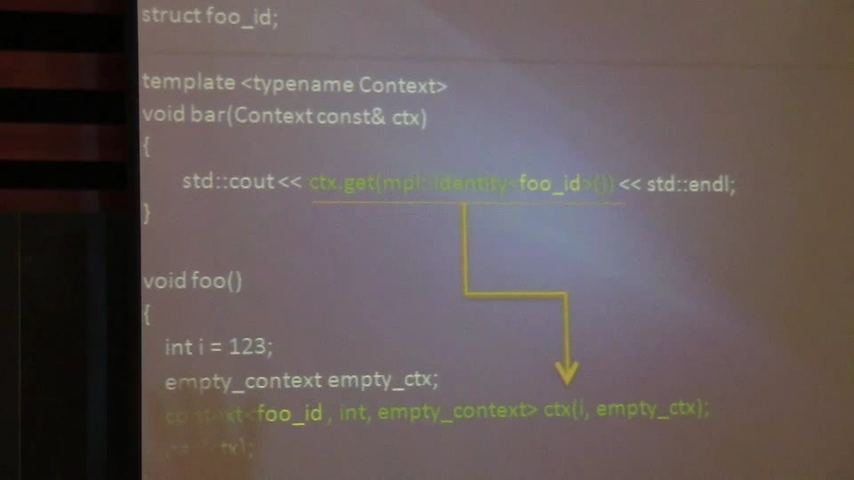 struct foo_id;
template <typename Context>
void bar(Context const& ctx)
{
std::cout << ctx.get(mpl::identity<foo_id>()) << std::endl;
}
void foo()
{
int i = 123;
empty_context empty_ctx;
context<foo_id, int, empty_context> ctx(i, empty_ctx);